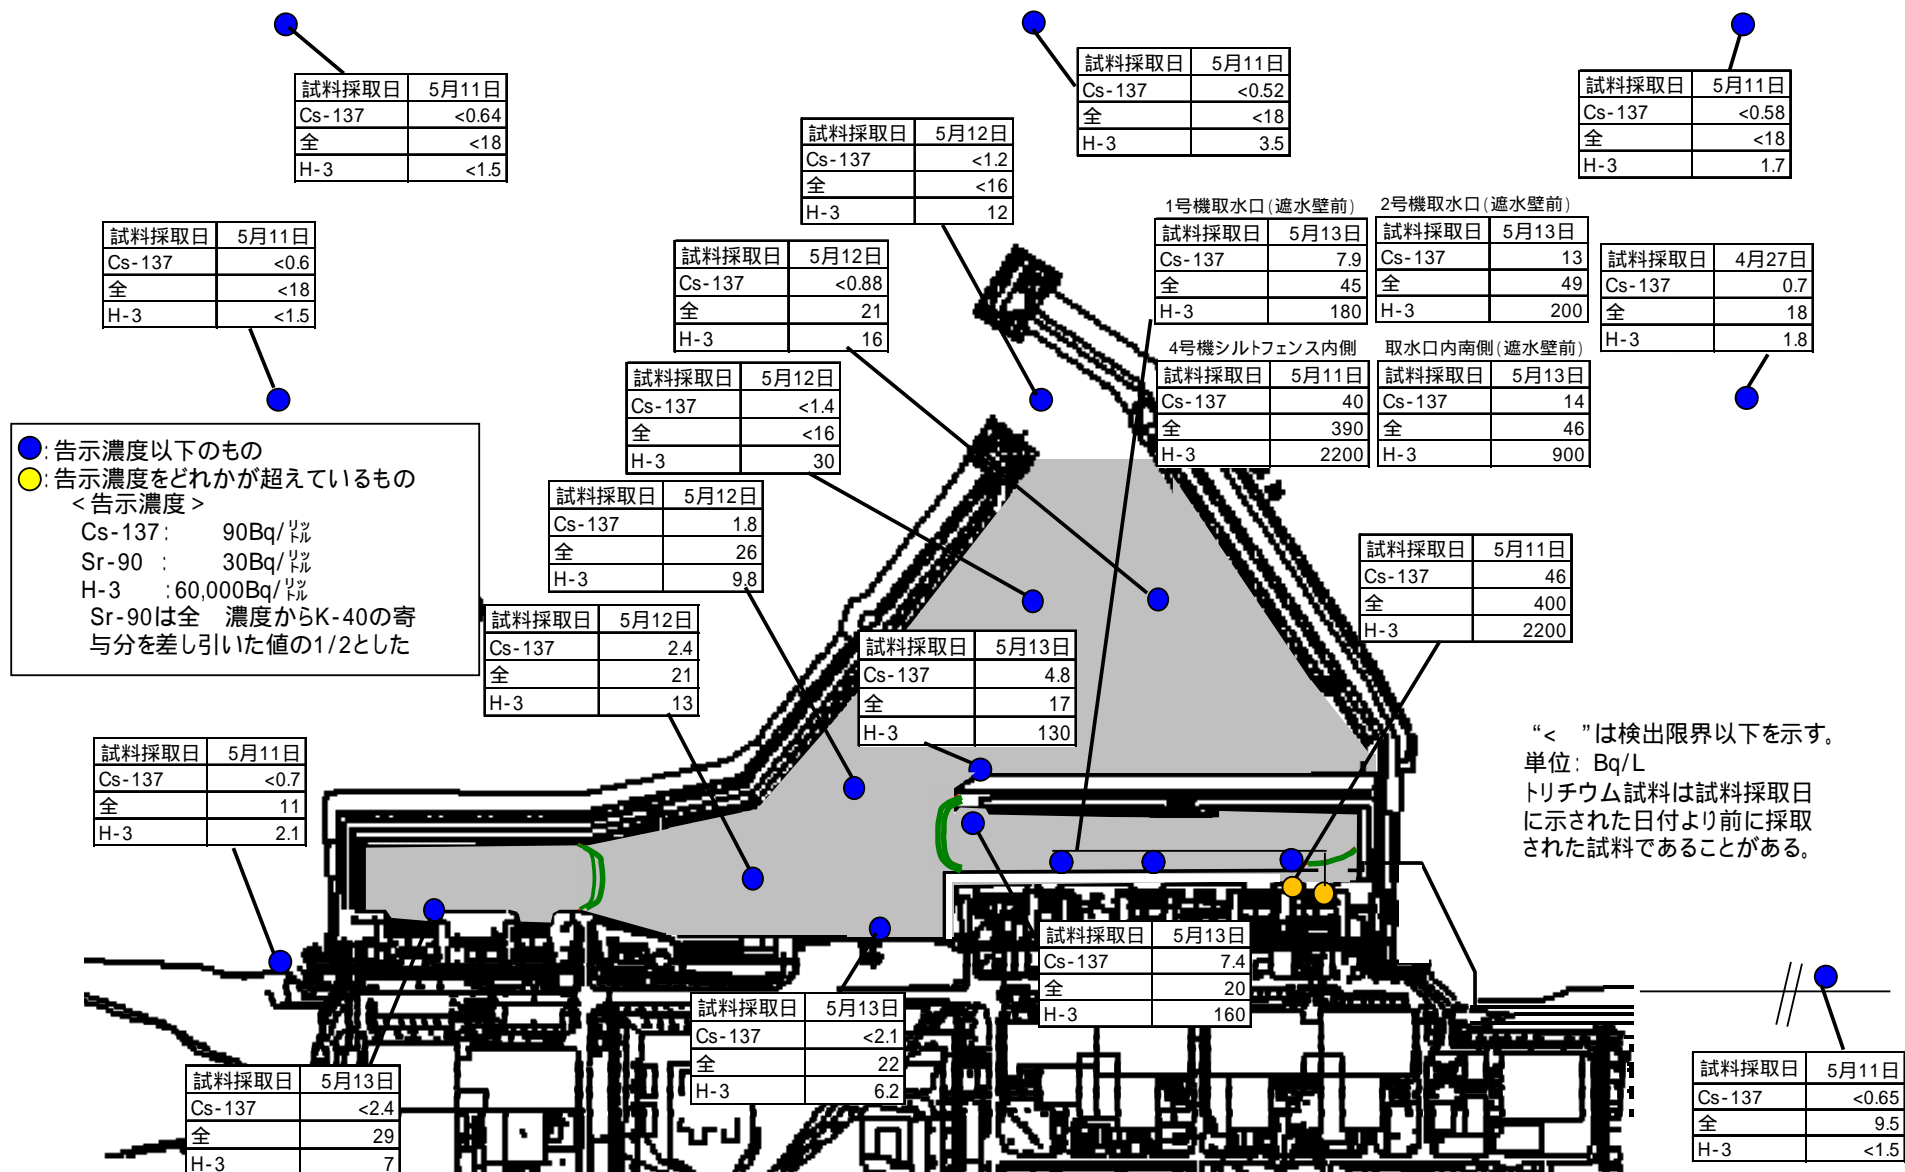 試料採取日 5月11日
Cs-137 <0.64
全 <18
H-3 <1.5
試料採取日 5月11日
Cs-137 <0.52
全 <18
H-3 3.5
試料採取日 5月11日
Cs-137 <0.58
全 <18
H-3 1.7
試料採取日 5月12日
Cs-137 <1.2
全 <16
H-3 12
試料採取日 5月11日
Cs-137 <0.6
全 <18
H-3 <1.5
試料採取日 5月12日
Cs-137 <0.88
全 21
H-3 16
1号機取水口(遮水壁前)
試料採取日 5月13日
Cs-137 7.9
全 45
H-3 180
2号機取水口(遮水壁前)
試料採取日 5月13日
Cs-137 13
全 49
H-3 200
試料採取日 4月27日
Cs-137 0.7
全 18
H-3 1.8
4号機シルトフェンス内側
試料採取日 5月11日
Cs-137 40
全 390
H-3 2200
取水口内南側(遮水壁前)
試料採取日 5月13日
Cs-137 14
全 46
H-3 900
試料採取日 5月12日
Cs-137 <1.4
全 <16
H-3 30
:告示濃度以下のもの
:告示濃度をどれかが超えているもの
<告示濃度>
Cs-137: 90Bq/リットル
Sr-90 : 30Bq/リットル
H-3 :60,000Bq/リットル
Sr-90は全 濃度からK-40の寄
与分を差し引いた値の1/2とした
試料採取日 5月12日
Cs-137 1.8
全 26
H-3 9.8
試料採取日 5月11日
Cs-137 46
全 400
H-3 2200
試料採取日 5月12日
Cs-137 2.4
全 21
H-3 13
試料採取日 5月13日
Cs-137 4.8
全 17
H-3 130
“< ”は検出限界以下を示す。
単位: Bq/L
トリチウム試料は試料採取日
に示された日付より前に採取
された試料であることがある。
試料採取日 5月11日
Cs-137 <0.7
全 11
H-3 2.1
試料採取日 5月13日
Cs-137 7.4
全 20
H-3 160
試料採取日 5月13日
Cs-137 <2.1
全 22
H-3 6.2
試料採取日 5月13日
Cs-137 <2.4
全 29
H-3 7
試料採取日 5月11日
Cs-137 <0.65
全 9.5
H-3 <1.5